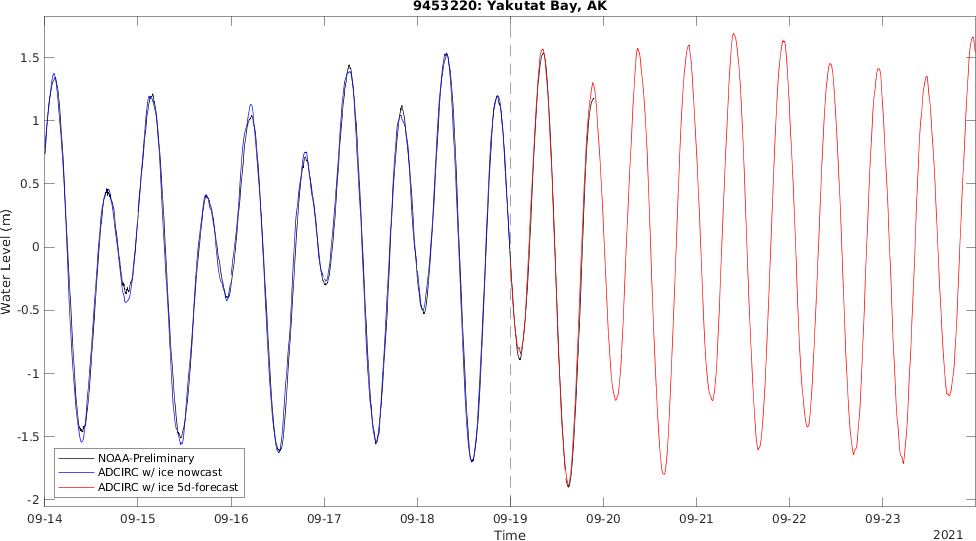 9453220: Yakutat Bay, AK
Water Level (m)
1.5
1
0.5
0
-0.5
-1
-1.5
-2
NOAA-Preliminary
ADCIRC w/ ice nowcast
ADCIRC w/ ice 5d-forecast
09-14 09-15 09-16 09-17 09-18 09-19 09-20 09-21 09-22 09-23
Time
2021